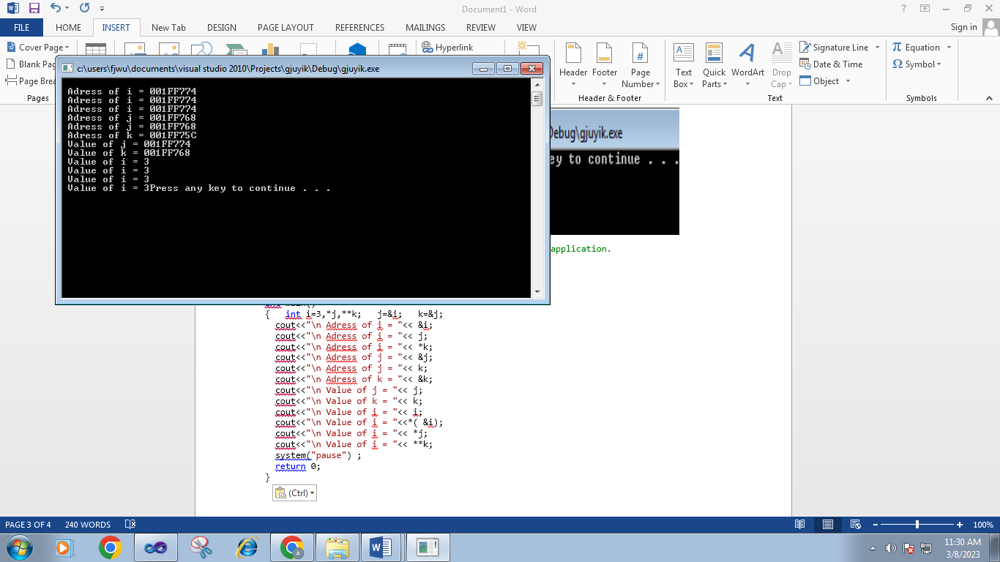 Document1 - Word
FILE HOME INSERT New Tab DESIGN PAGE LAYOUT REFERENCES MAILINGS REVIEW VIEW Sign in
Cover Page
Blank Pag
Page Brea
Pages
Hyperlink
Header Footer Page Number
Header & Footer
Text Box Quick Parts WordArt Drop Cap
Signature Line
Date & Time
Object
Text
Equation
Symbol
Symbols
c:\users\fjwu\documents\visual studio 2010\Projects\gjuyik\Debug\gjuyik.exe
Adress of i = 001FF774
Adress of i = 001FF774
Adress of i = 001FF774
Adress of j = 001FF768
Adress of j = 001FF768
Adress of k = 001FF75C
Value of j = 001FF774
Value of k = 001FF768
Value of i = 3
Value of i = 3
Value of i = 3
Value of i = 3Press any key to continue . . .
Debug\gjuyik.exe
ey to continue . . .
application.
{ int i=3,*j,**k; j=&i; k=&j;
cout<<"\n Adress of i = "<< &i;
cout<<"\n Adress of i = "<< j;
cout<<"\n Adress of i = "<< *k;
cout<<"\n Adress of j = "<< &j;
cout<<"\n Adress of j = "<< k;
cout<<"\n Adress of k = "<< &k;
cout<<"\n Value of j = "<< j;
cout<<"\n Value of k = "<< k;
cout<<"\n Value of i = "<< i;
cout<<"\n Value of i = "<<*( &i);
cout<<"\n Value of i = "<< *j;
cout<<"\n Value of i = "<< **k;
system("pause") ;
return 0;
}
(Ctrl)
PAGE 3 OF 4 240 WORDS 100%
11:30 AM
3/8/2023